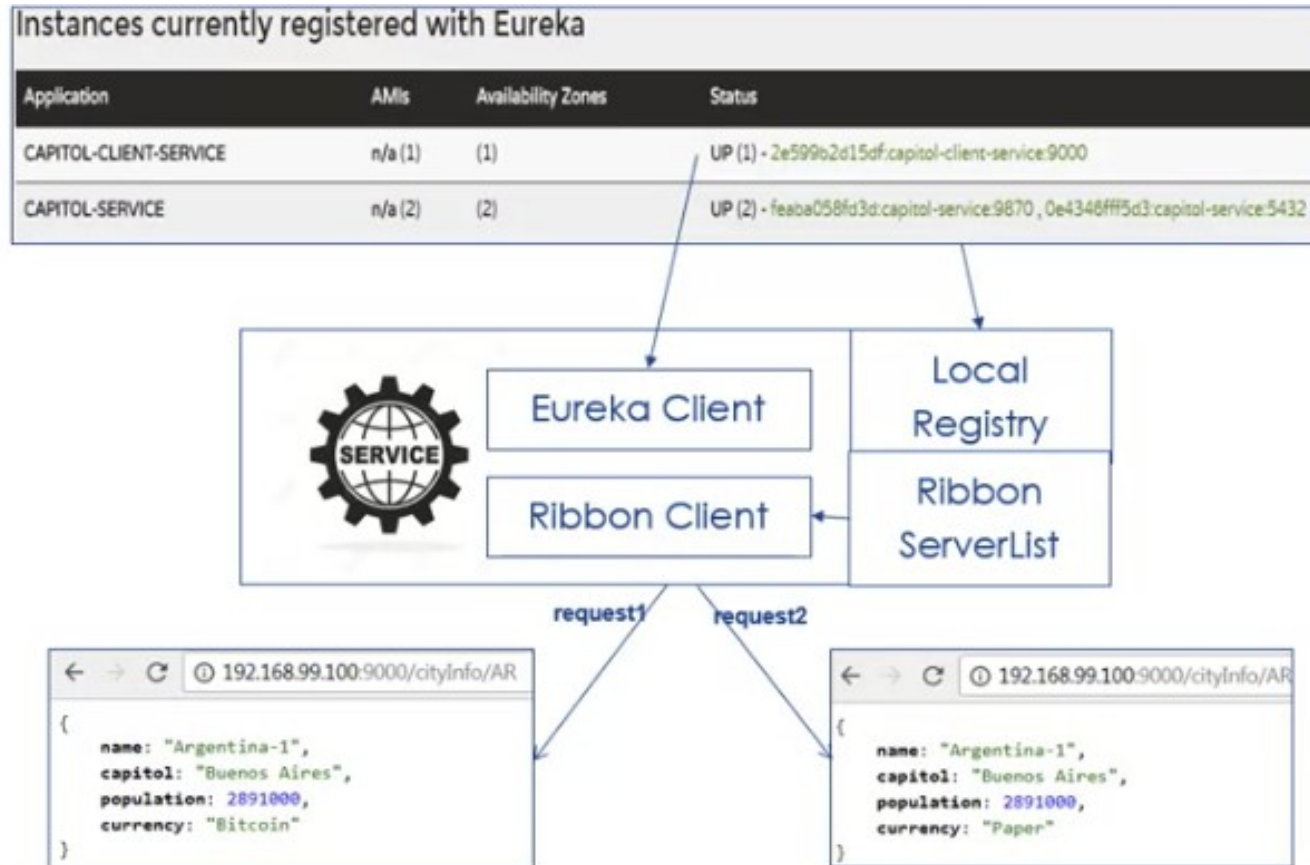 Instances currently registered with Eureka
Application AMIs Availability Zones Status
CAPITOL-CLIENT-SERVICE n/a (1) (1) UP (1) - 2e599b2d15df:capitol-client-service:9000
CAPITOL-SERVICE n/a (2) (2) UP (2) - feaba058fd3d:capitol-service:9870 , 0e4346fff5d3:capitol-service:5432
Local
Registry
Eureka Client
SERVICE
Ribbon Client
Ribbon
ServerList
request1 request2
192.168.99.100:9000/cityInfo/AR
{
name: "Argentina-1",
capitol: "Buenos Aires",
population: 2891000,
currency: "Bitcoin"
}
192.168.99.100:9000/cityInfo/AR
{
name: "Argentina-1",
capitol: "Buenos Aires",
population: 2891000,
currency: "Paper"
}